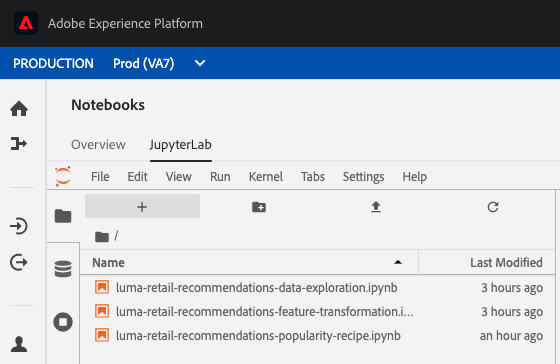 Adobe Experience Platform
PRODUCTION Prod (VA7)
Notebooks
Overview JupyterLab
File Edit View Run Kernel Tabs Settings Help
/
Name Last Modified
luma-retail-recommendations-data-exploration.ipynb 3 hours ago
luma-retail-recommendations-feature-transformation.i... 3 hours ago
luma-retail-recommendations-popularity-recipe.ipynb an hour ago